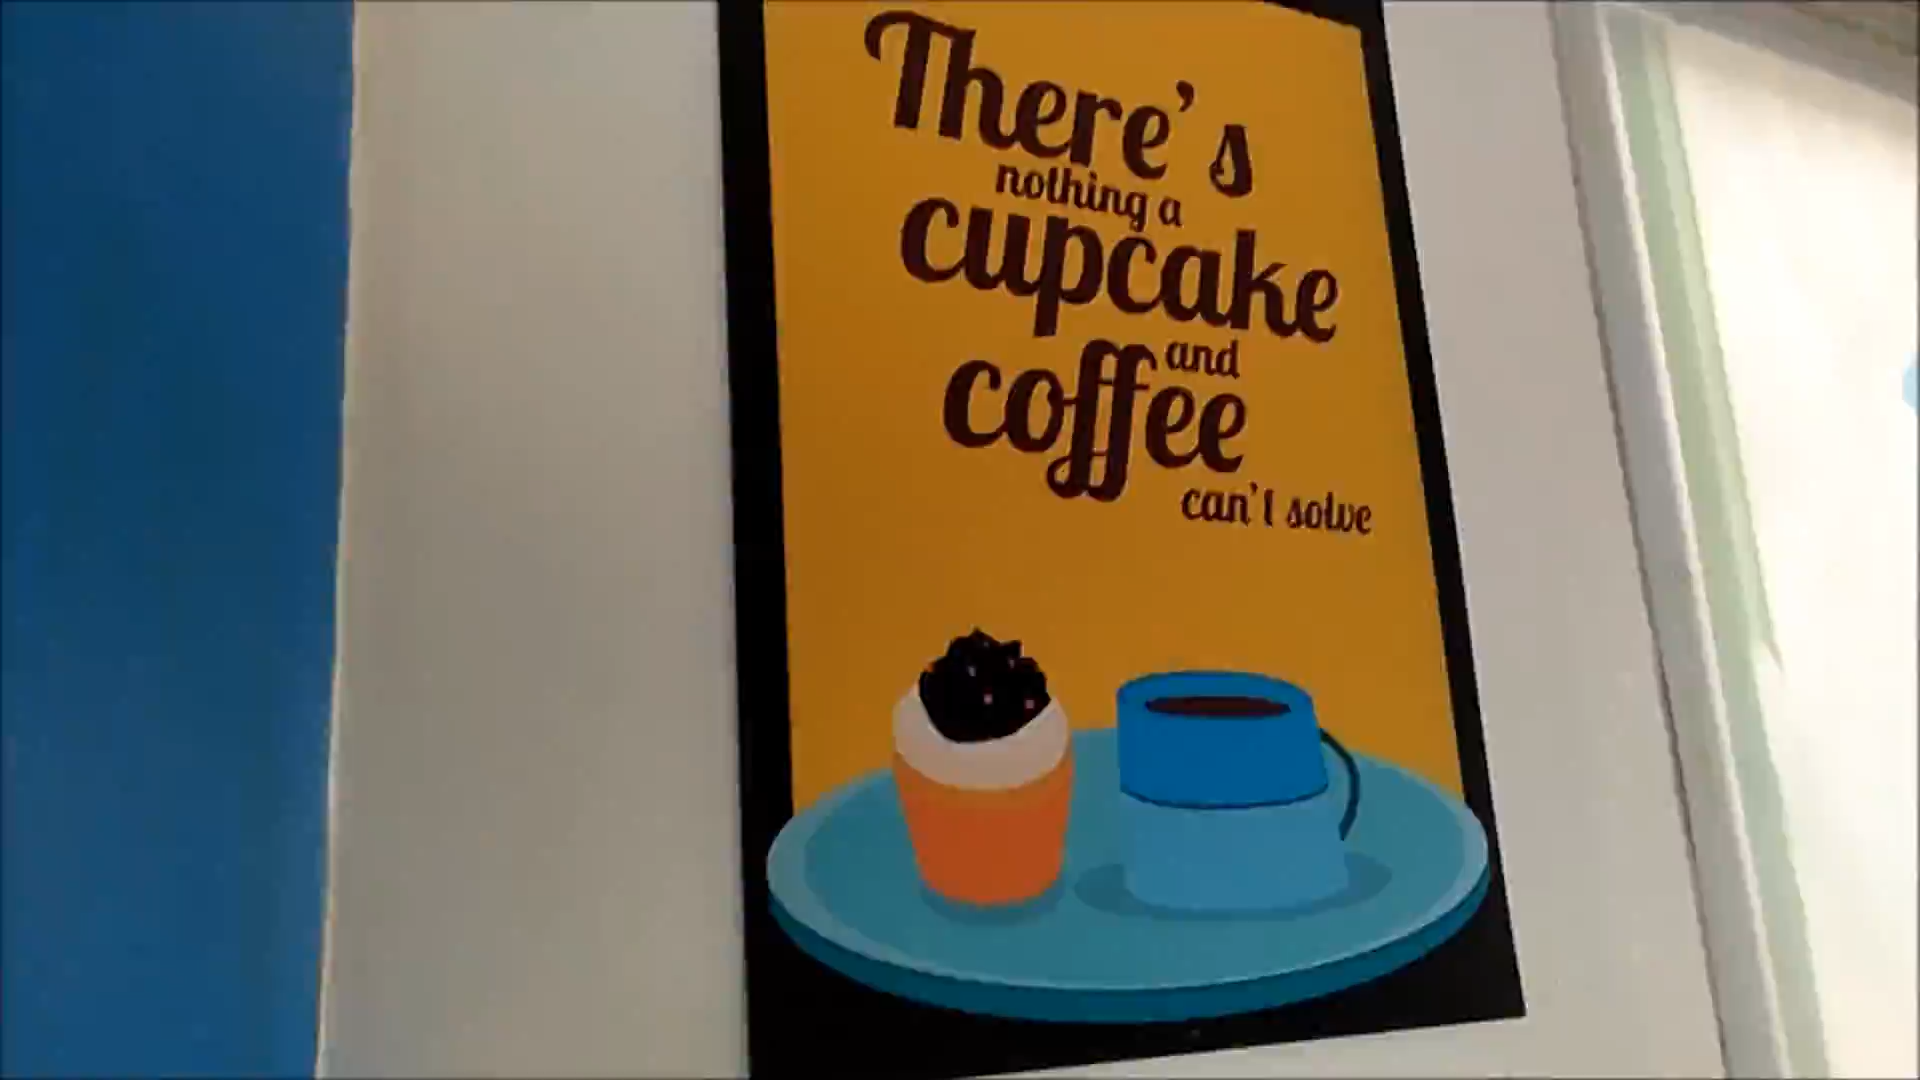 There's
nothing a
cupcake
and
coffee
can't solve